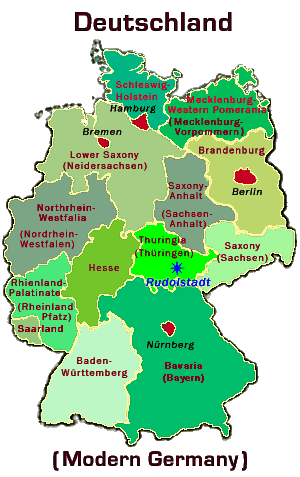 Deutschland
Schleswig
Holstein
Hamburg
Mecklenburg-
Western Pomerania
(Mecklenburg-
Vorpommern)
Bremen
Lower Saxony
(Niedersachsen)
Brandenburg
Berlin
Saxony-
Anhalt
(Sachsen-
Anhalt)
Northrhein-
Westfalia
(Nordrhein-
Westfalen)
Thuringia
(Thüringen)
Saxony
(Sachsen)
Hesse
Rudolstadt
Rhienland-
Palatinate
(Rheinland
Pfatz)
Saarland
Nürnberg
Baden-
Württemberg
Bavaria
(Bayern)
(Modern Germany)